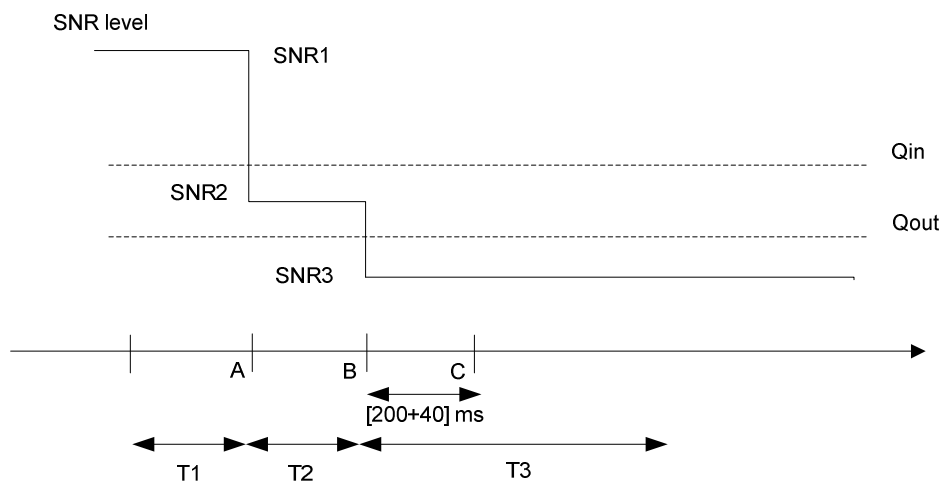 SNR level
SNR1
Qin
SNR2
Qout
SNR3
A
B
C
[200+40] ms
T1
T2
T3